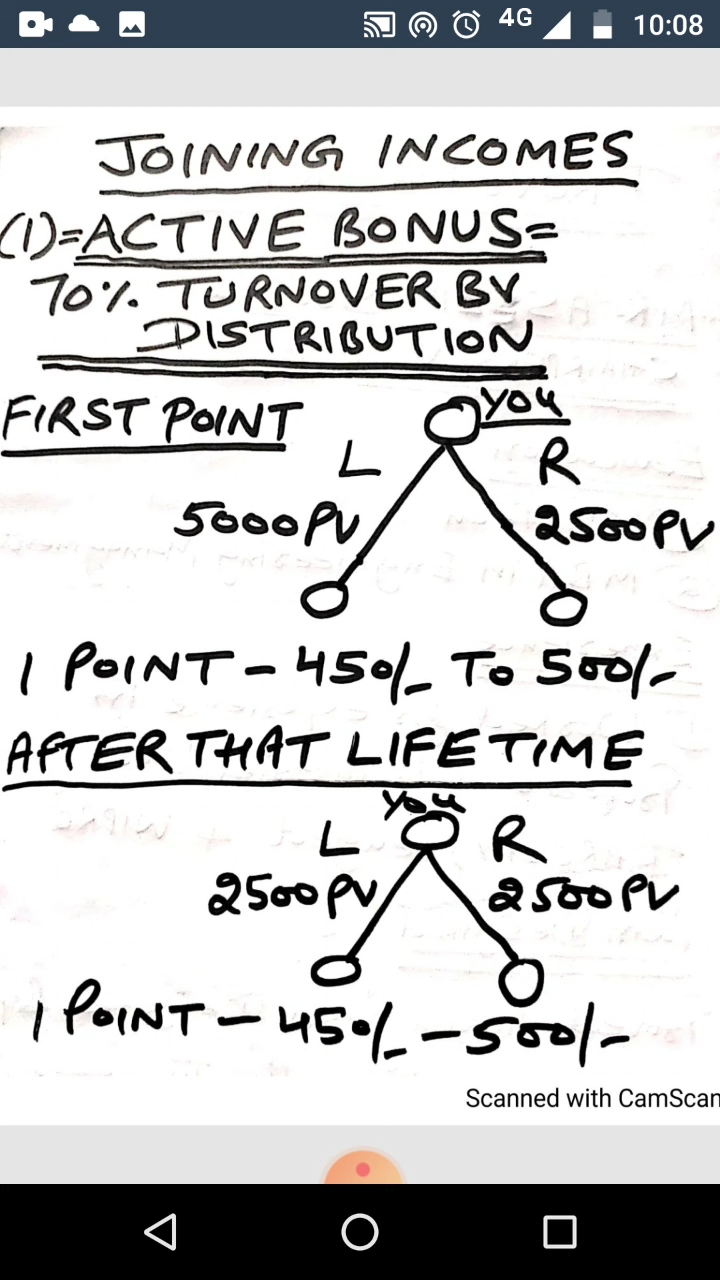 4G 10:08
JOINING INCOMES
(1)=ACTIVE BONUS=
70% TURNOVER BV
DISTRIBUTION
FIRST POINT
YOU
L R
5000PV 2500PV
1 POINT - 450/- TO 500/-
AFTER THAT LIFETIME
You
L R
2500PV 2500PV
1 POINT - 450/- - 500/-
Scanned with CamScan